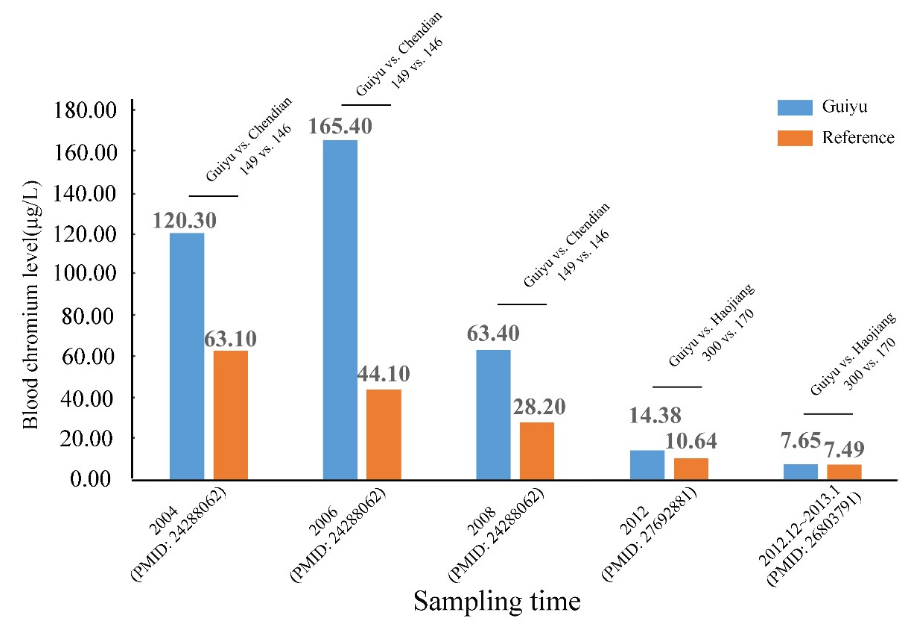 Guiyu vs. Chendian
149 vs. 146
Guiyu vs. Chendian
149 vs. 146
Guiyu vs. Chendian
149 vs. 146
Guiyu vs. Haojiang
300 vs. 170
Guiyu vs. Haojiang
300 vs. 170
Guiyu
Reference
Blood chromium level(μg/L)
180.00
160.00
140.00
120.00
100.00
80.00
60.00
40.00
20.00
0.00
120.30
63.10
165.40
44.10
63.40
28.20
14.38
10.64
7.65
7.49
2004
(PMID: 24288062)
2006
(PMID: 24288062)
2008
(PMID: 24288062)
2012
(PMID: 27692881)
2012.12~2013.1
(PMID: 26803791)
Sampling time